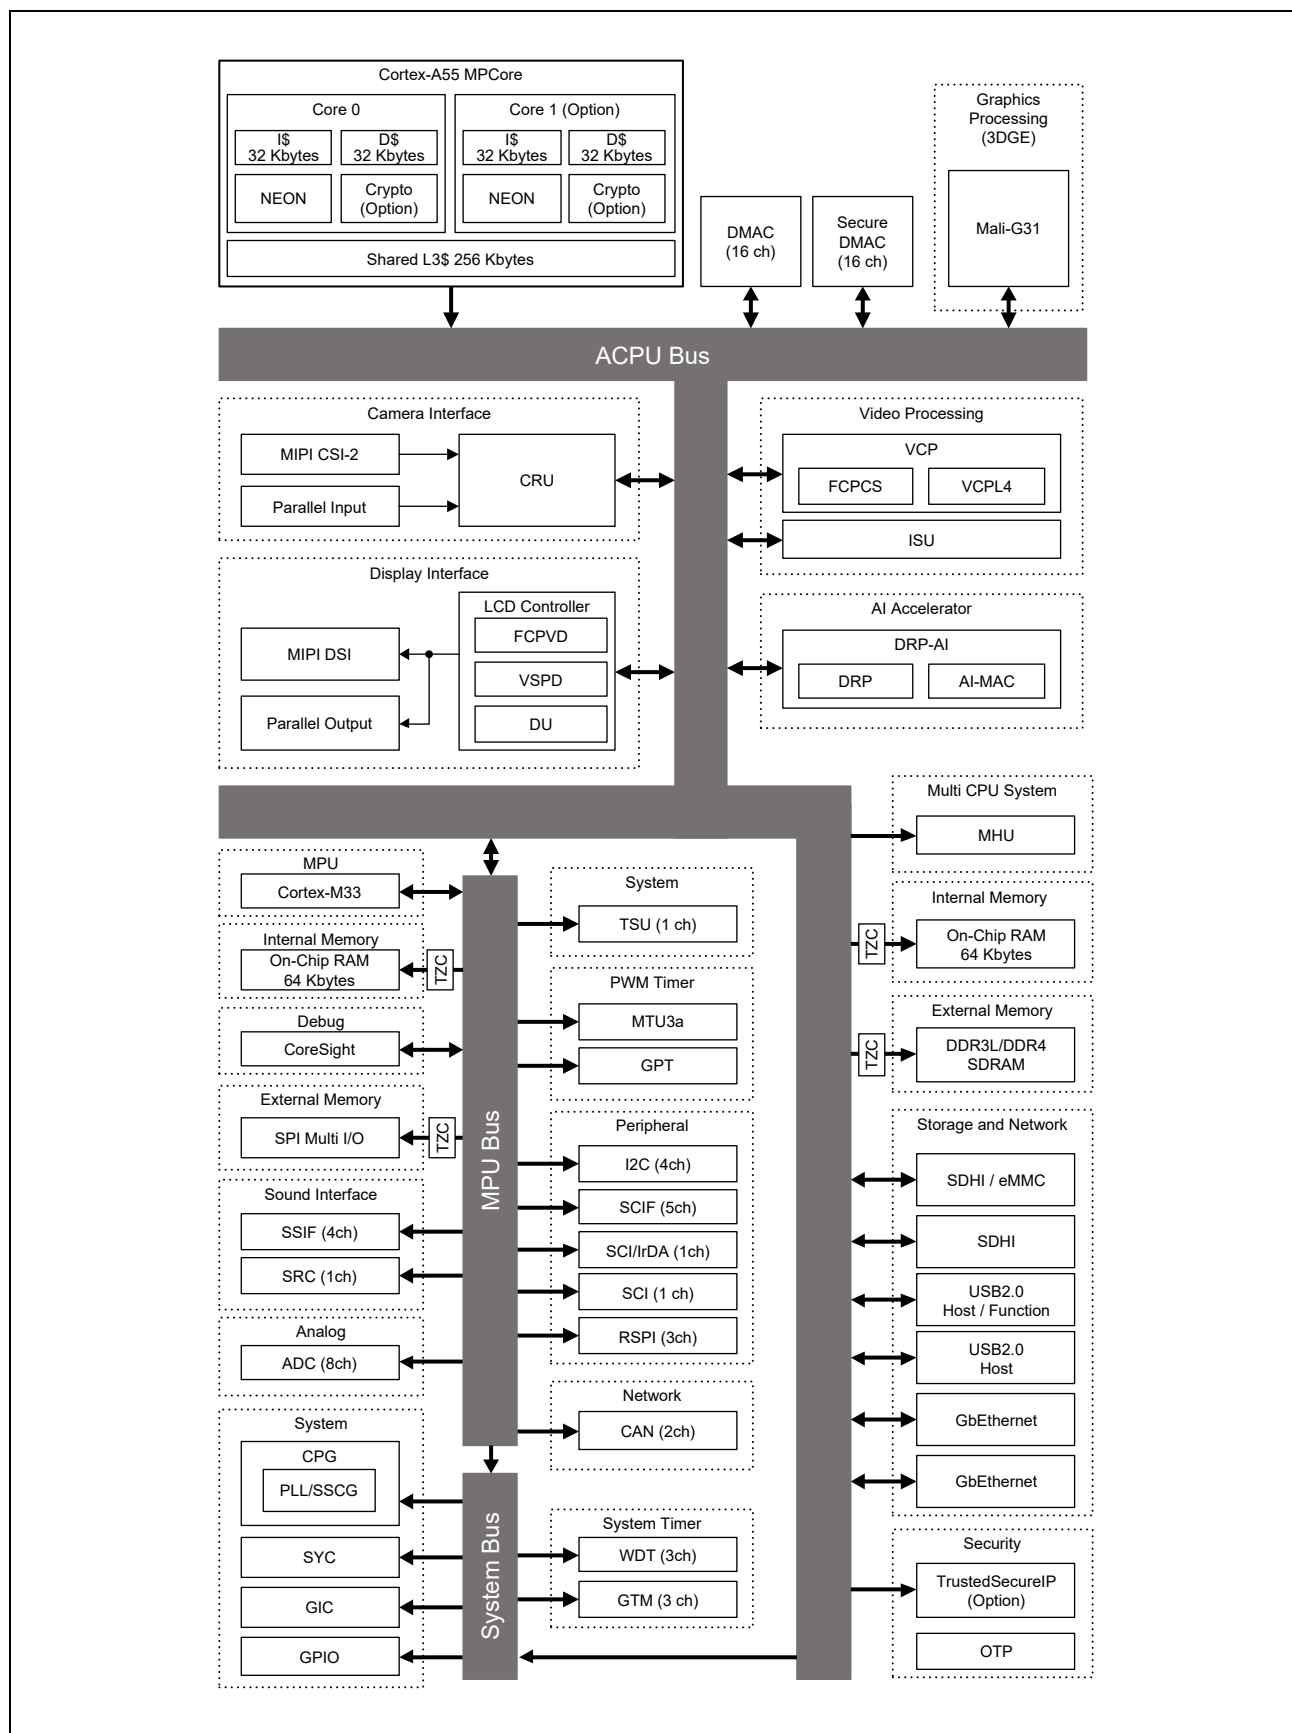 Cortex-A55 MPCore
Core 0
I$
32 Kbytes
D$
32 Kbytes
NEON
Crypto
(Option)
Core 1 (Option)
I$
32 Kbytes
D$
32 Kbytes
NEON
Crypto
(Option)
Shared L3$ 256 Kbytes
DMAC
(16 ch)
Secure
DMAC
(16 ch)
Graphics
Processing
(3DGE)
Mali-G31
ACPU Bus
Camera Interface
MIPI CSI-2
Parallel Input
CRU
Video Processing
VCP
FCPCS
VCPL4
ISU
Display Interface
LCD Controller
FCPVD
VSPD
DU
MIPI DSI
Parallel Output
AI Accelerator
DRP-AI
DRP
AI-MAC
Multi CPU System
MHU
MPU
Cortex-M33
Internal Memory
On-Chip RAM
64 Kbytes
TZC
Debug
CoreSight
External Memory
SPI Multi I/O
TZC
Sound Interface
SSIF (4ch)
SRC (1ch)
Analog
ADC (8ch)
System
CPG
PLL/SSCG
SYC
GIC
GPIO
MPU Bus
System Bus
System
TSU (1 ch)
PWM Timer
MTU3a
GPT
Peripheral
I2C (4ch)
SCIF (5ch)
SCI/IrDA (1ch)
SCI (1 ch)
RSPI (3ch)
Network
CAN (2ch)
System Timer
WDT (3ch)
GTM (3 ch)
Internal Memory
TZC
On-Chip RAM
64 Kbytes
External Memory
TZC
DDR3L/DDR4
SDRAM
Storage and Network
SDHI / eMMC
SDHI
USB2.0
Host / Function
USB2.0
Host
GbEthernet
GbEthernet
Security
TrustedSecureIP
(Option)
OTP